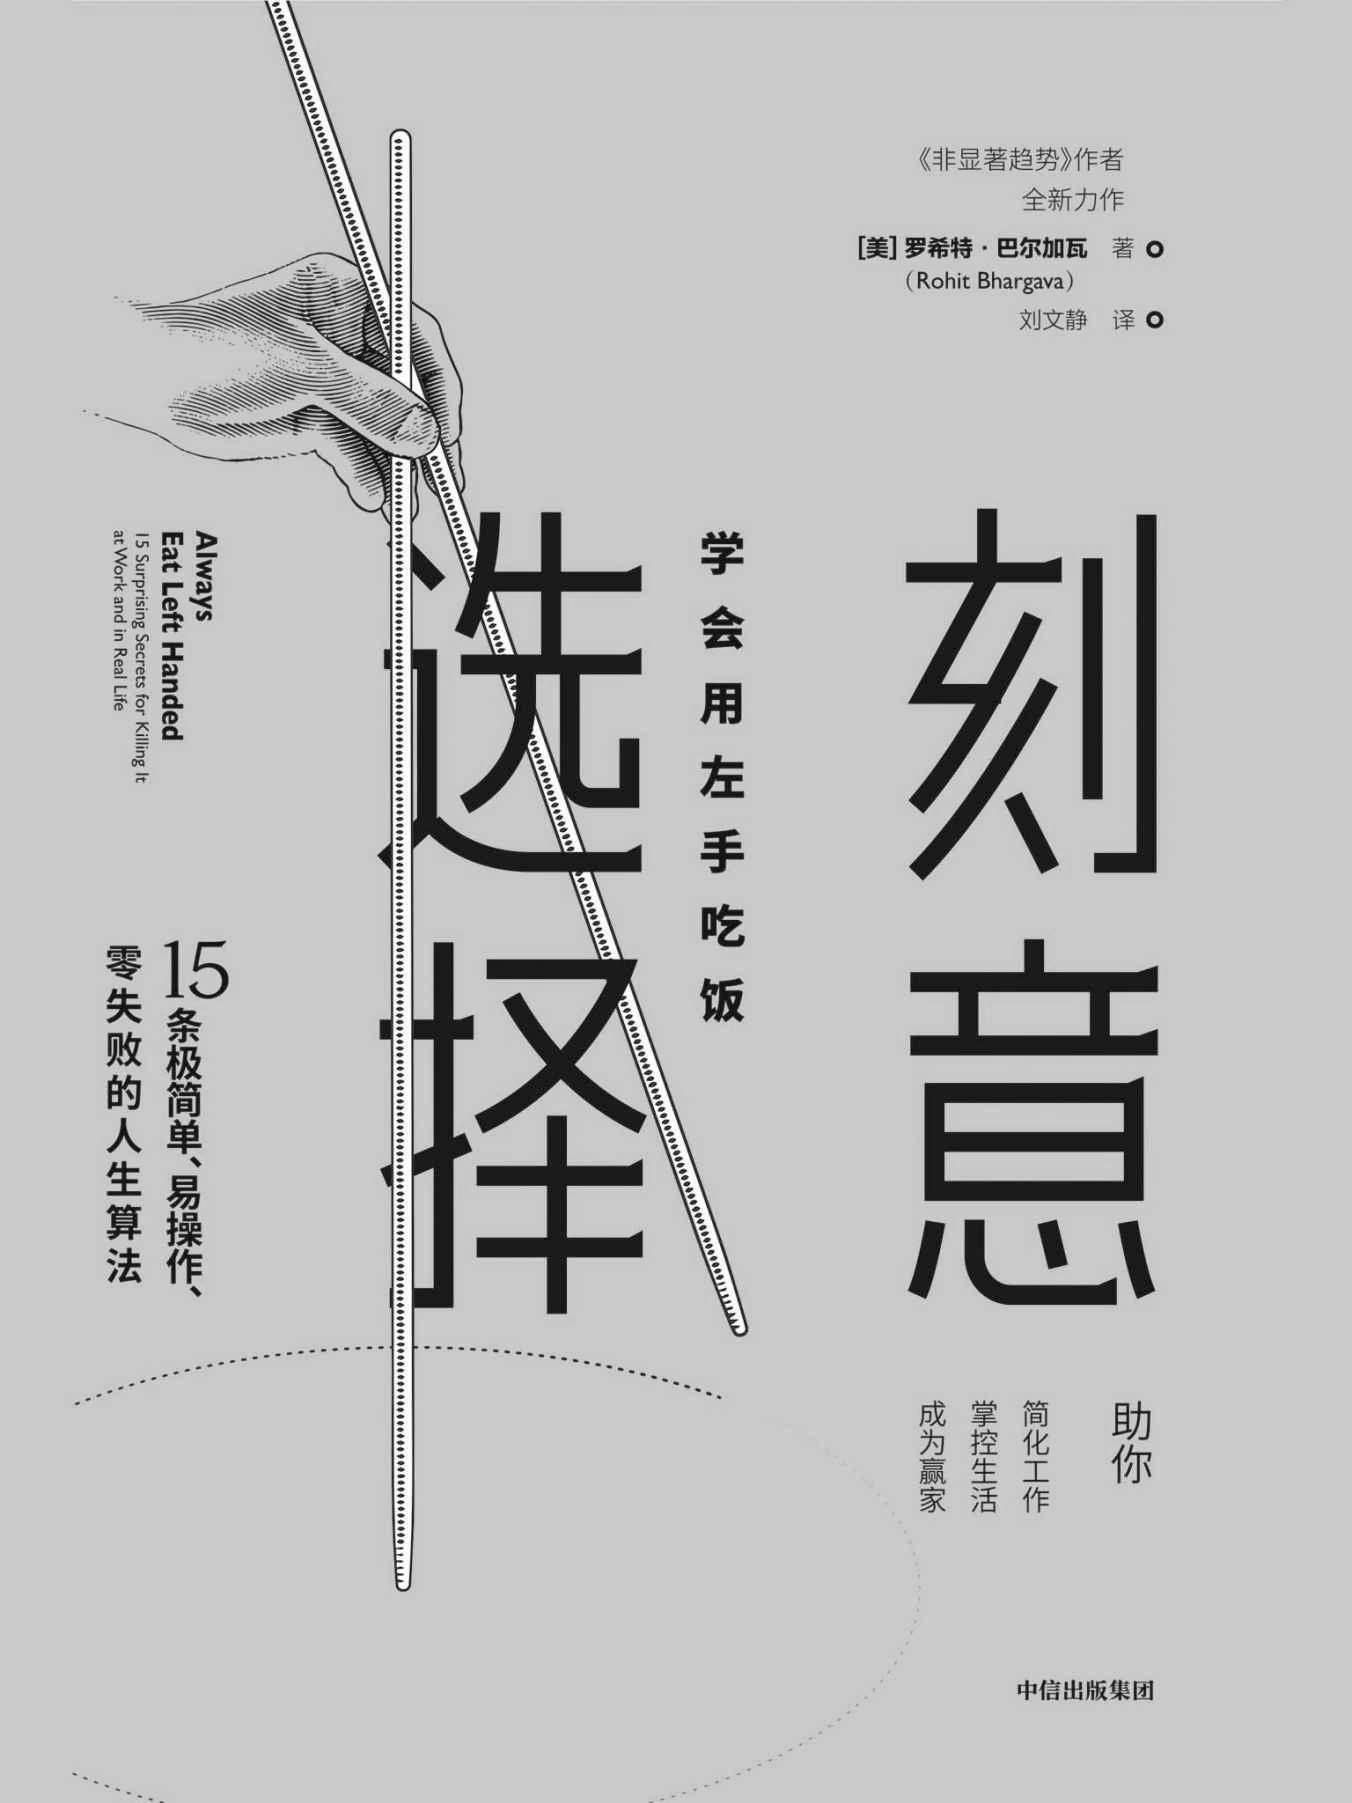 《非显著趋势》作者
全新力作
[美] 罗希特·巴尔加瓦 著
（Rohit Bhargava）
刘文静 译
刻意
选择
学会用左手吃饭
Always
Eat Left Handed
15 Surprising Secrets for Killing It
at Work and in Real Life
15条极简单、易操作、
零失败的人生算法
助你
简化工作
掌控生活
成为赢家
中信出版集团